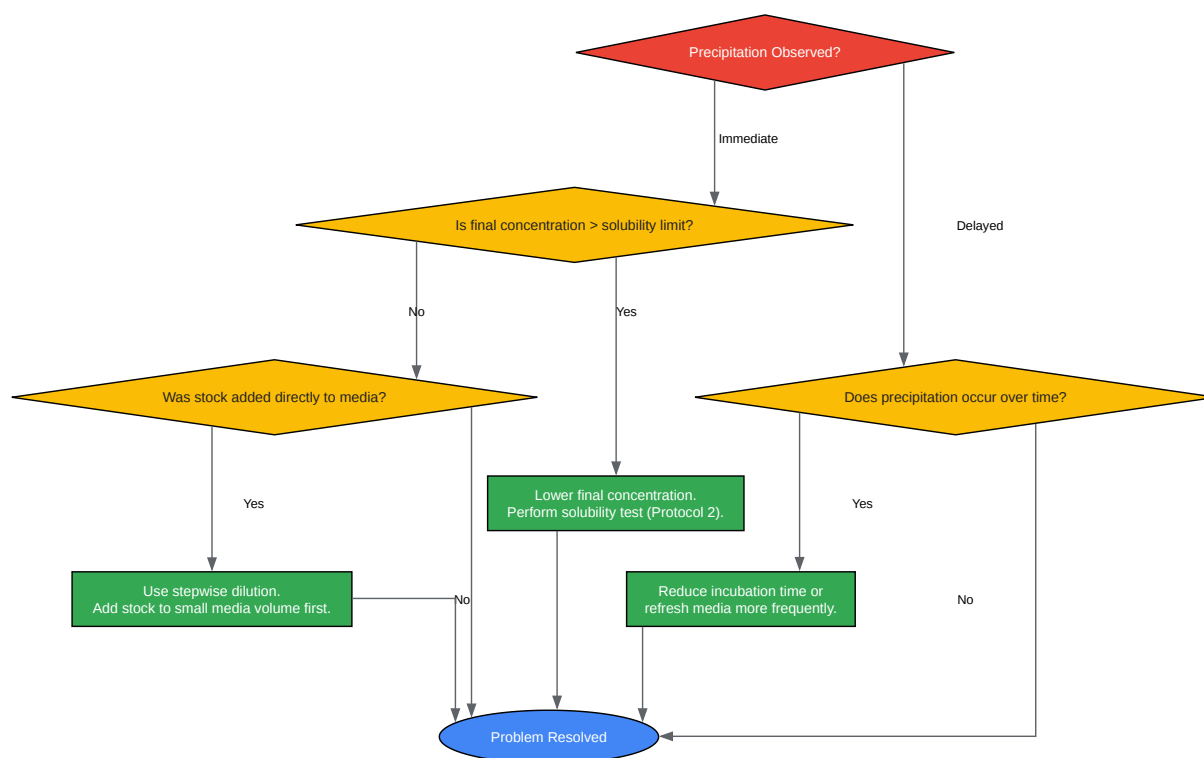 Precipitation Observed?
Immediate
Is final concentration > solubility limit?
Delayed
No
Yes
Was stock added directly to media?
Does precipitation occur over time?
Lower final concentration.
Perform solubility test (Protocol 2).
Yes
Yes
Use stepwise dilution.
Add stock to small media volume first.
No
Reduce incubation time or
refresh media more frequently.
No
Problem Resolved